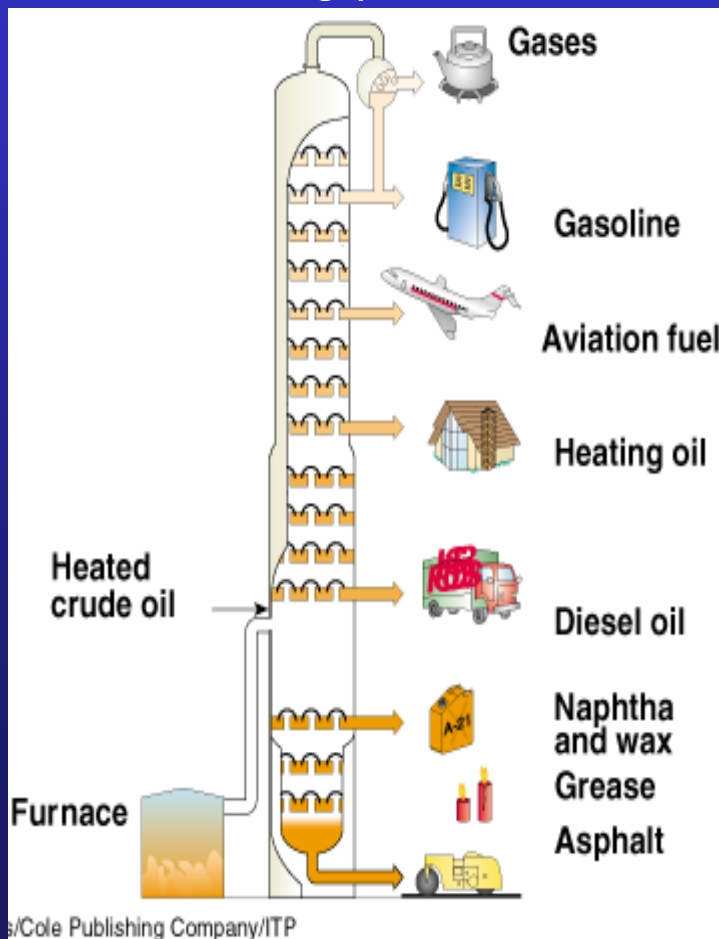 Gases
Gasoline
Aviation fuel
Heating oil
Heated
crude oil
Diesel oil
Naphtha
and wax
A-21
Grease
Furnace
Asphalt
s/Cole Publishing Company/ITP